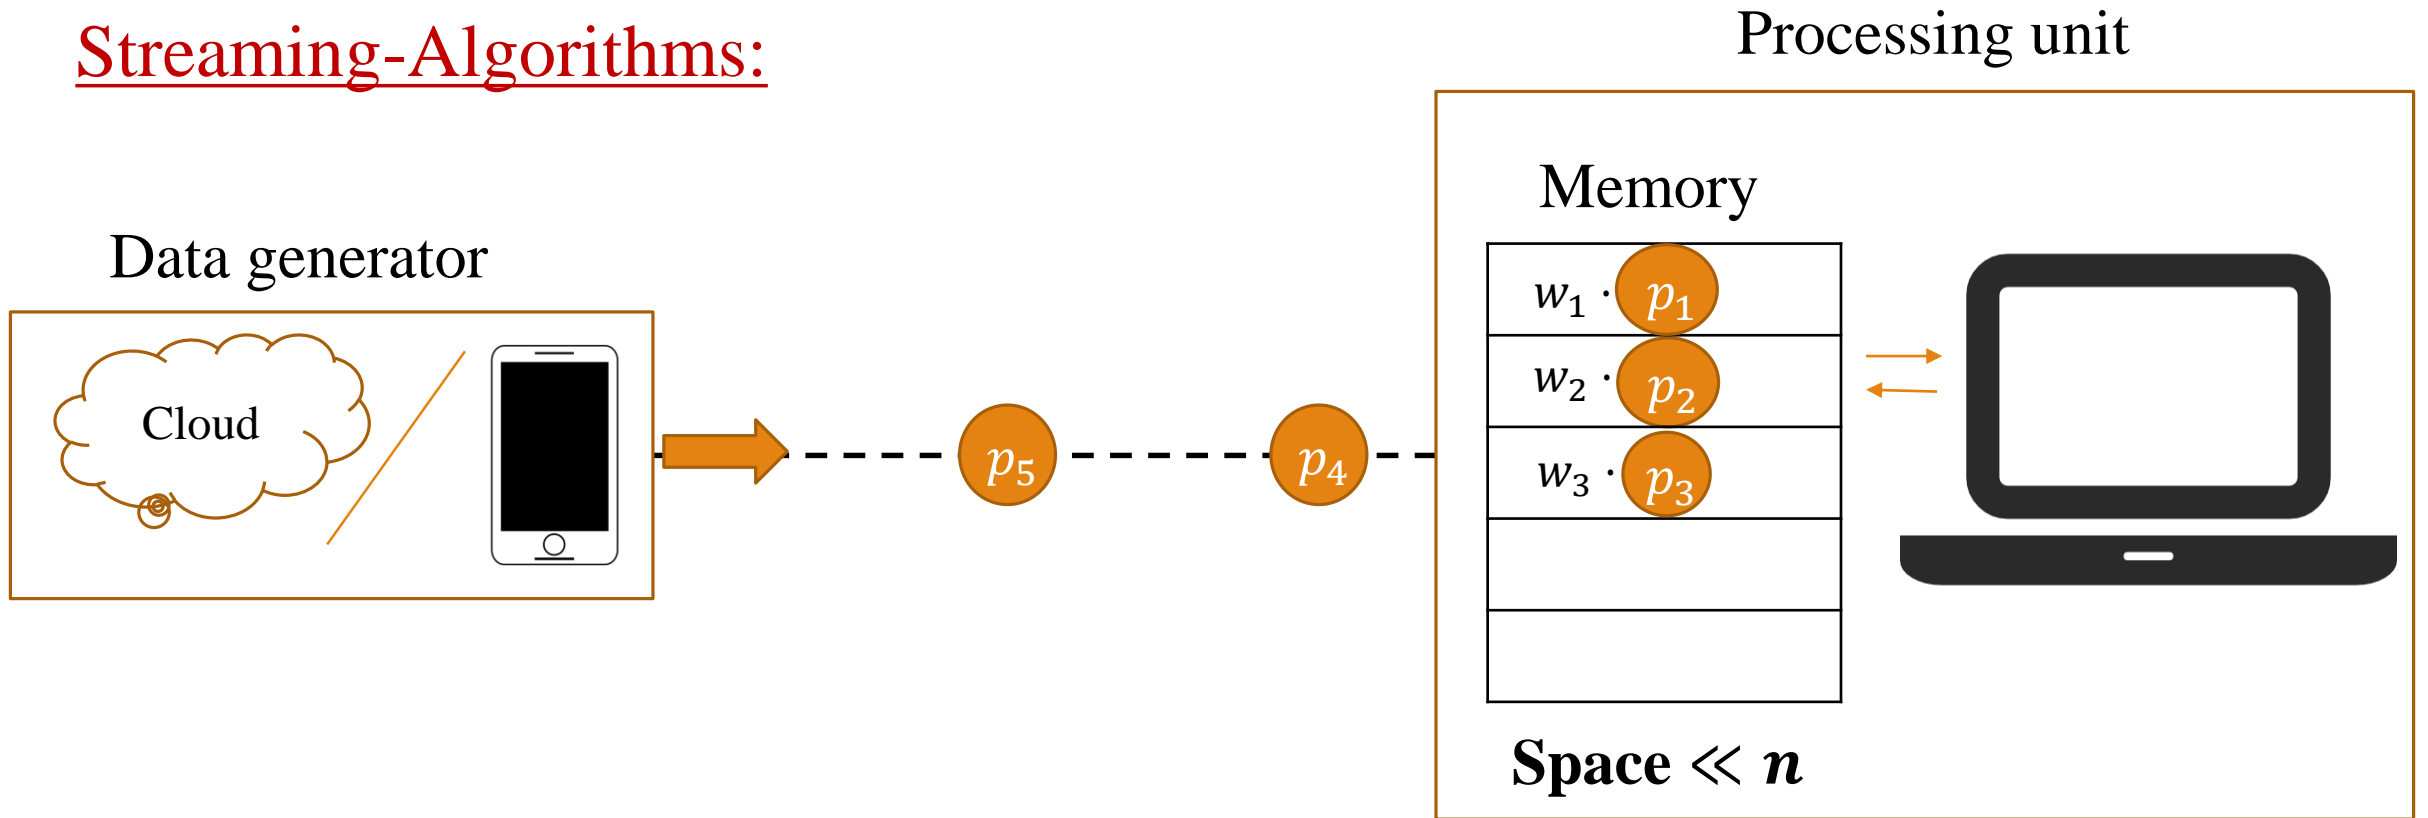 Streaming-Algorithms:
Processing unit
Data generator
Cloud
p₅
p₄
Memory
w₁ · p₁
w₂ · p₂
w₃ · p₃
Space ≪ n